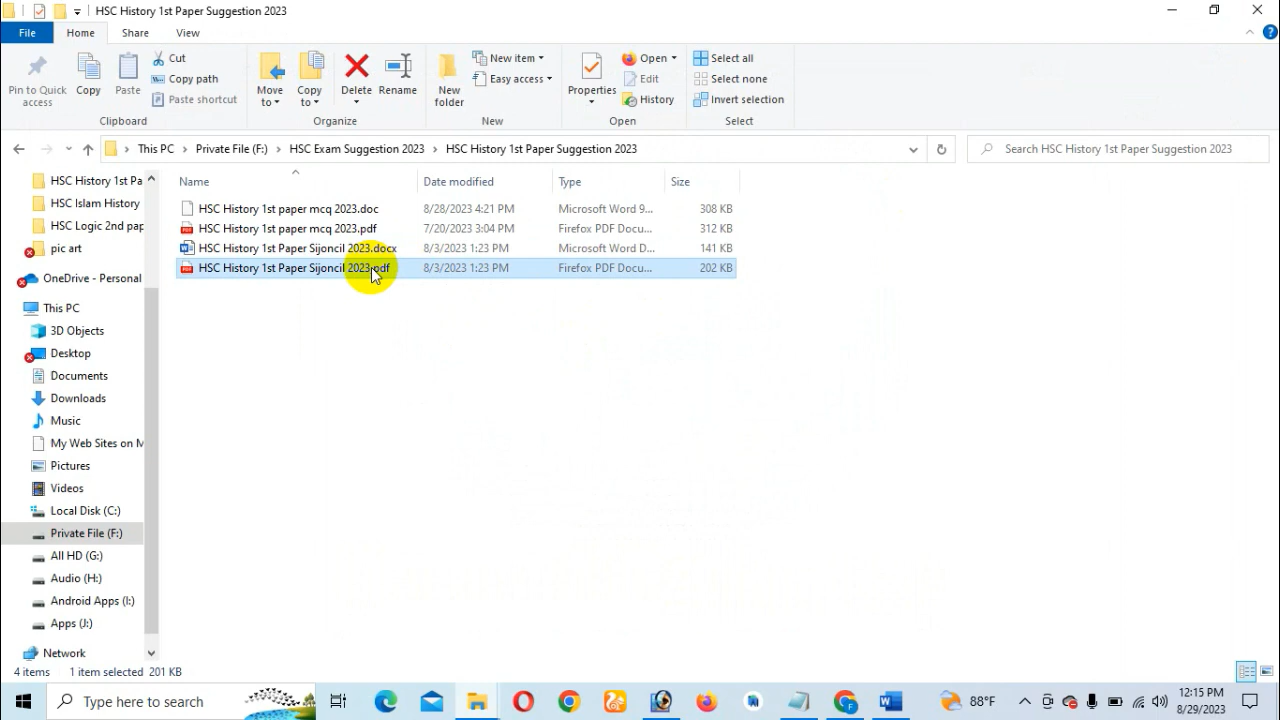 HSC History 1st Paper Suggestion 2023
File Home Share View
Pin to Quick access
Copy
Paste
Cut
Copy path
Paste shortcut
Clipboard
Move to
Copy to
Delete
Rename
Organize
New folder
New item
Easy access
New
Properties
Open
Edit
History
Open
Select all
Select none
Invert selection
Select
This PC Private File (F:) HSC Exam Suggestion 2023 HSC History 1st Paper Suggestion 2023
Search HSC History 1st Paper Suggestion 2023
HSC History 1st Pa
HSC Islam History
HSC Logic 2nd pap
pic art
OneDrive - Personal
This PC
3D Objects
Desktop
Documents
Downloads
Music
My Web Sites on M
Pictures
Videos
Local Disk (C:)
Private File (F:)
All HD (G:)
Audio (H:)
Android Apps (I:)
Apps (J:)
Network
Name Date modified Type Size
HSC History 1st paper mcq 2023.doc 8/28/2023 4:21 PM Microsoft Word 9... 308 KB
HSC History 1st paper mcq 2023.pdf 7/20/2023 3:04 PM Firefox PDF Docu... 312 KB
HSC History 1st Paper Sijoncil 2023.docx 8/3/2023 1:23 PM Microsoft Word D... 141 KB
HSC History 1st Paper Sijoncil 2023.pdf 8/3/2023 1:23 PM Firefox PDF Docu... 202 KB
4 items 1 item selected 201 KB
Type here to search
88°F
12:15 PM
8/29/2023